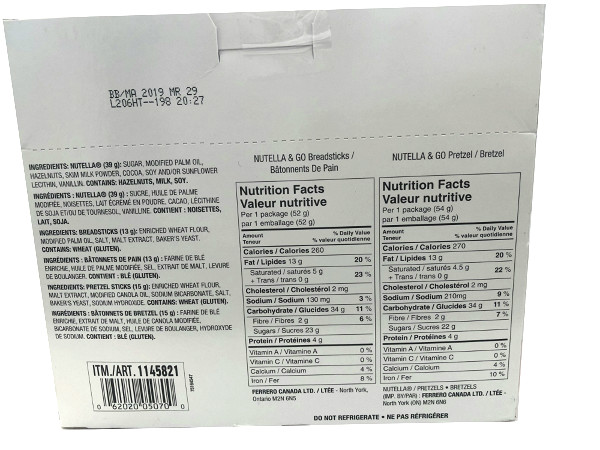 BB/MA 2019 MR 29
L206HT--198 20:27
INGREDIENTS: NUTELLA® (39 g): SUGAR, MODIFIED PALM OIL,
HAZELNUTS, SKIM MILK POWDER, COCOA, SOY AND/OR SUNFLOWER
LECITHIN, VANILLIN. CONTAINS: HAZELNUTS, MILK, SOY.
INGRÉDIENTS : NUTELLA® (39 g) : SUCRE, HUILE DE PALME
MODIFIÉE, NOISETTES, LAIT ÉCRÉMÉ EN POUDRE, CACAO, LÉCITHINE
DE SOJA ET/OU DE TOURNESOL, VANILLINE. CONTIENT : NOISETTES,
LAIT, SOJA.
INGREDIENTS: BREADSTICKS (13 g): ENRICHED WHEAT FLOUR,
MODIFIED PALM OIL, SALT, MALT EXTRACT, BAKER'S YEAST.
CONTAINS: WHEAT (GLUTEN).
INGRÉDIENTS : BÂTONNETS DE PAIN (13 g) : FARINE DE BLÉ
ENRICHIE, HUILE DE PALME MODIFIÉE, SEL, EXTRAIT DE MALT, LEVURE
DE BOULANGER. CONTIENT : BLÉ (GLUTEN).
INGREDIENTS: PRETZEL STICKS (15 g): ENRICHED WHEAT FLOUR,
MALT EXTRACT, MODIFIED CANOLA OIL, SODIUM BICARBONATE, SALT,
BAKER'S YEAST, SODIUM HYDROXIDE. CONTAINS: WHEAT (GLUTEN).
INGRÉDIENTS : BÂTONNETS DE BRETZEL (15 g) : FARINE DE BLÉ
ENRICHIE, EXTRAIT DE MALT, HUILE DE CANOLA MODIFIÉE,
BICARBONATE DE SODIUM, SEL, LEVURE DE BOULANGER, HYDROXYDE
DE SODIUM. CONTIENT : BLÉ (GLUTEN).
ITM./ART. 1145821
0 62020 05070 0
NUTELLA & GO Breadsticks /
Bâtonnets De Pain
Nutrition Facts
Valeur nutritive
Per 1 package (52 g)
par 1 emballage (52 g)
Amount % Daily Value
Teneur % valeur quotidienne
Calories / Calories 260
Fat / Lipides 13 g 20 %
Saturated / saturés 5 g
+ Trans / trans 0 g 23 %
Cholesterol / Cholestérol 2 mg
Sodium / Sodium 130 mg 3 %
Carbohydrate / Glucides 34 g 11 %
Fibre / Fibres 2 g 6 %
Sugars / Sucres 23 g
Protein / Protéines 4 g
Vitamin A / Vitamine A 0 %
Vitamin C / Vitamine C 0 %
Calcium / Calcium 4 %
Iron / Fer 8 %
FERRERO CANADA LTD. / LTÉE - North York,
Ontario M2N 6N5
NUTELLA & GO Pretzel / Bretzel
Nutrition Facts
Valeur nutritive
Per 1 package (54 g)
par 1 emballage (54 g)
Amount % Daily Value
Teneur % valeur quotidienne
Calories / Calories 270
Fat / Lipides 13 g 20 %
Saturated / saturés 4.5 g
+ Trans / trans 0 g 22 %
Cholesterol / Cholestérol 2 mg
Sodium / Sodium 210mg 9 %
Carbohydrate / Glucides 34 g 11 %
Fibre / Fibres 2 g 7 %
Sugars / Sucres 22 g
Protein / Protéines 4 g
Vitamin A / Vitamine A 0 %
Vitamin C / Vitamine C 0 %
Calcium / Calcium 4 %
Iron / Fer 10 %
NUTELLA® / PRETZELS • BRETZELS
(IMP. BY/PAR) : FERRERO CANADA LTD. / LTÉE -
North York (ON) M2N 6N5
DO NOT REFRIGERATE • NE PAS RÉFRIGÉRER